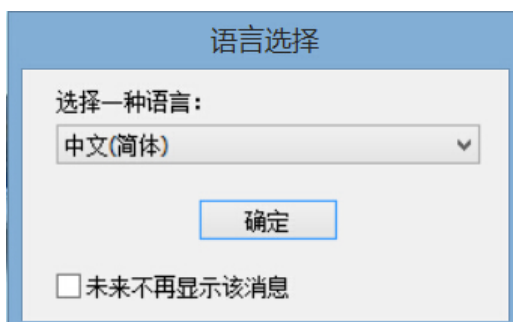 语言选择
选择一种语言：
中文(简体)
确定
未来不再显示该消息